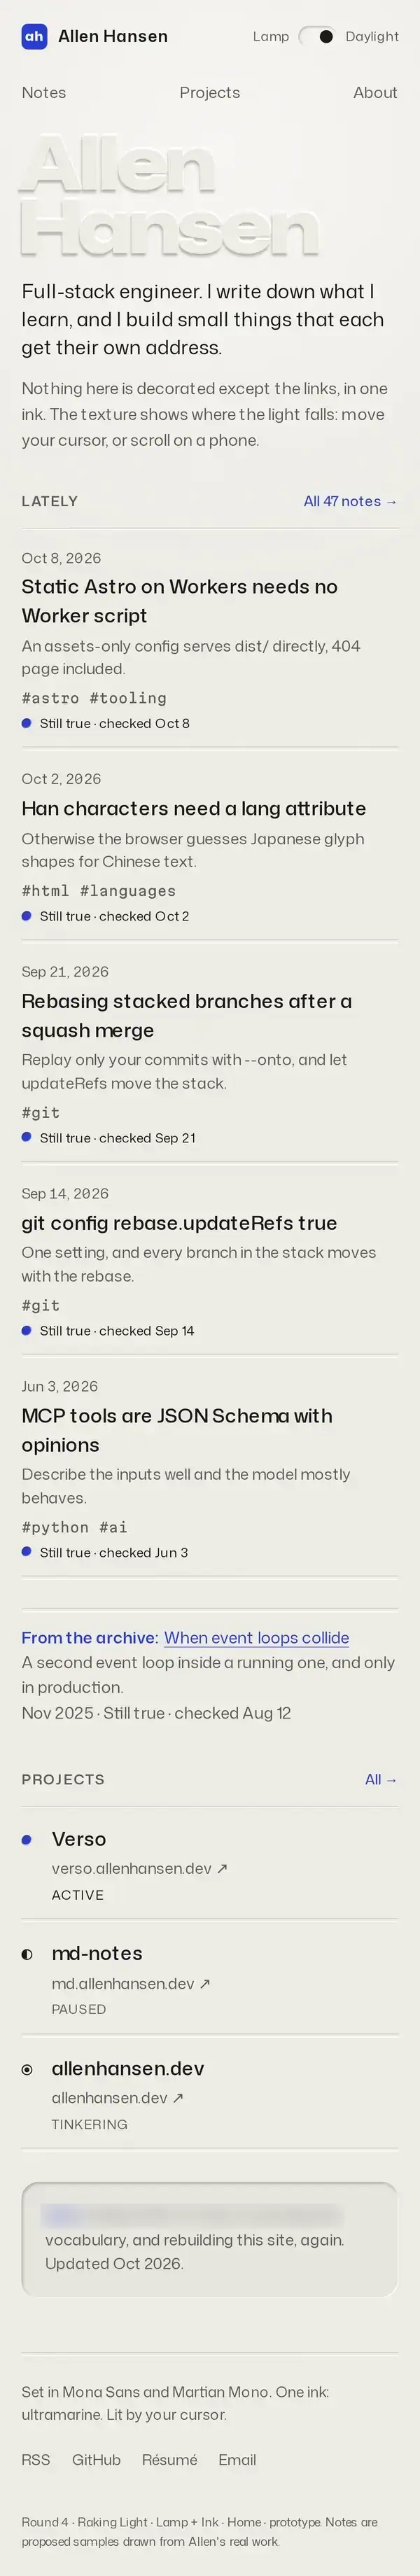 ah Allen Hansen Lamp Daylight
Notes Projects About
Allen
Hansen
Full-stack engineer. I write down what I
learn, and I build small things that each
get their own address.
Nothing here is decorated except the links, in one
ink. The texture shows where the light falls: move
your cursor, or scroll on a phone.
LATELY All 47 notes →
Oct 8, 2026
Static Astro on Workers needs no
Worker script
An assets-only config serves dist/ directly, 404
page included.
#astro #tooling
Still true · checked Oct 8
Oct 2, 2026
Han characters need a lang attribute
Otherwise the browser guesses Japanese glyph
shapes for Chinese text.
#html #languages
Still true · checked Oct 2
Sep 21, 2026
Rebasing stacked branches after a
squash merge
Replay only your commits with --onto, and let
updateRefs move the stack.
#git
Still true · checked Sep 21
Sep 14, 2026
git config rebase.updateRefs true
One setting, and every branch in the stack moves
with the rebase.
#git
Still true · checked Sep 14
Jun 3, 2026
MCP tools are JSON Schema with
opinions
Describe the inputs well and the model mostly
behaves.
#python #ai
Still true · checked Jun 3
From the archive: When event loops collide
A second event loop inside a running one, and only
in production.
Nov 2025 · Still true · checked Aug 12
PROJECTS All →
Verso
verso.allenhansen.dev ↗
ACTIVE
md-notes
md.allenhansen.dev ↗
PAUSED
allenhansen.dev
allenhansen.dev ↗
TINKERING
vocabulary, and rebuilding this site, again.
Updated Oct 2026.
Set in Mona Sans and Martian Mono. One ink:
ultramarine. Lit by your cursor.
RSS GitHub Résumé Email
Round 4 · Raking Light · Lamp + Ink · Home · prototype. Notes are
proposed samples drawn from Allen's real work.